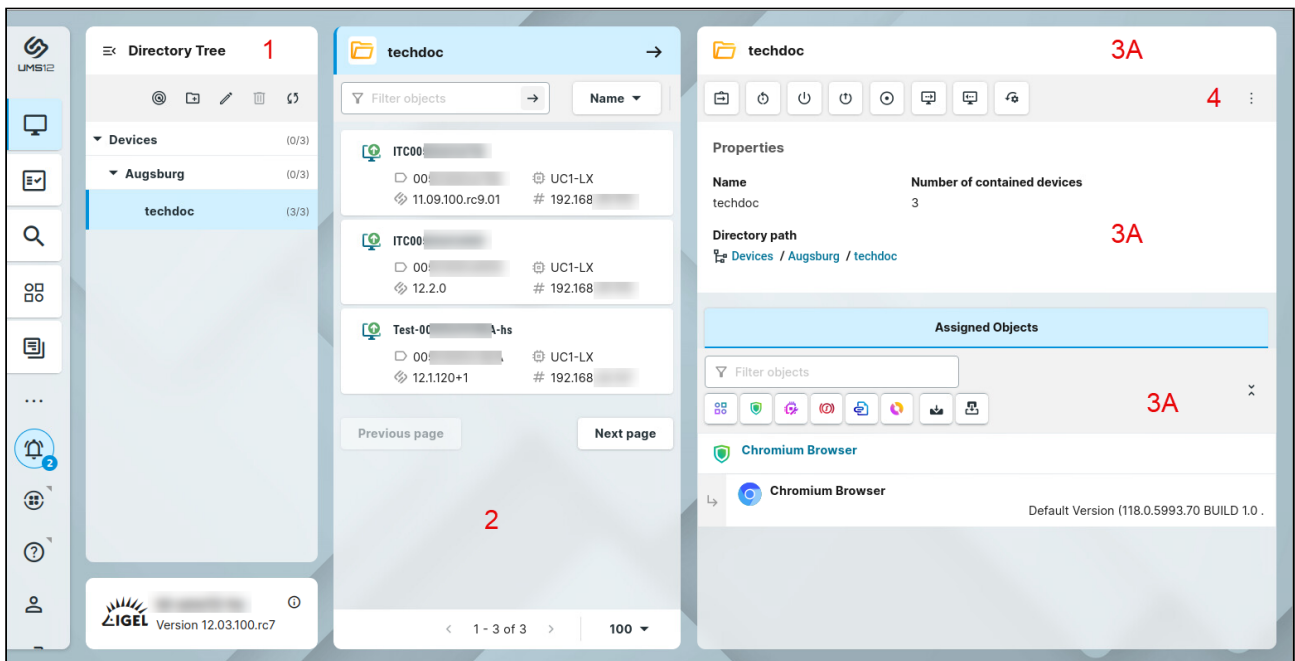 UMS12
Directory Tree
1
Devices (0/3)
Augsburg (0/3)
techdoc (3/3)
IGEL
Version 12.03.100.rc7
2
techdoc
Filter objects
Name
ITC00
00
UC1-LX
11.09.100.rc9.01
# 192.168
ITC00
00
UC1-LX
12.2.0
# 192.168
Test-00 A-hs
00
UC1-LX
12.1.120+1
# 192.168
Previous page
Next page
2
< 1 - 3 of 3 >
100
techdoc
3A
4
Properties
Name
Number of contained devices
techdoc
3
Directory path
3A
Devices / Augsburg / techdoc
Assigned Objects
Filter objects
3A
Chromium Browser
Chromium Browser
Default Version (118.0.5993.70 BUILD 1.0 .